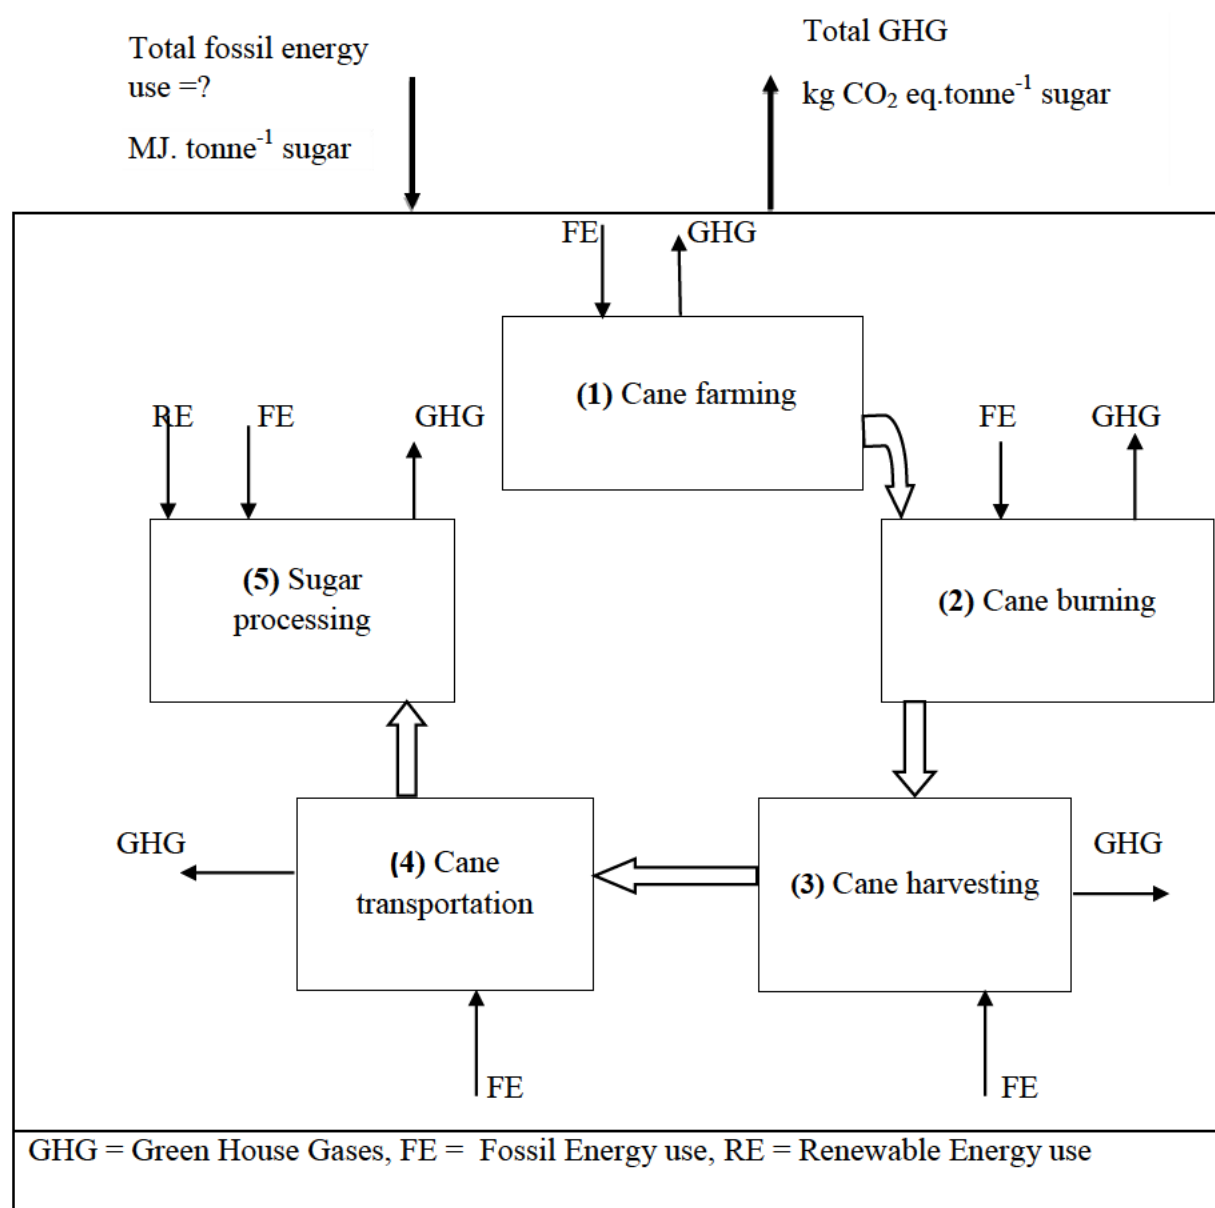 Total fossil energy
use =?
MJ. tonne⁻¹ sugar
Total GHG
kg CO₂ eq.tonne⁻¹ sugar
FE
GHG
(1) Cane farming
RE
FE
GHG
FE
GHG
(5) Sugar
processing
(2) Cane burning
GHG
(4) Cane
transportation
(3) Cane harvesting
GHG
FE
FE
GHG = Green House Gases, FE = Fossil Energy use, RE = Renewable Energy use